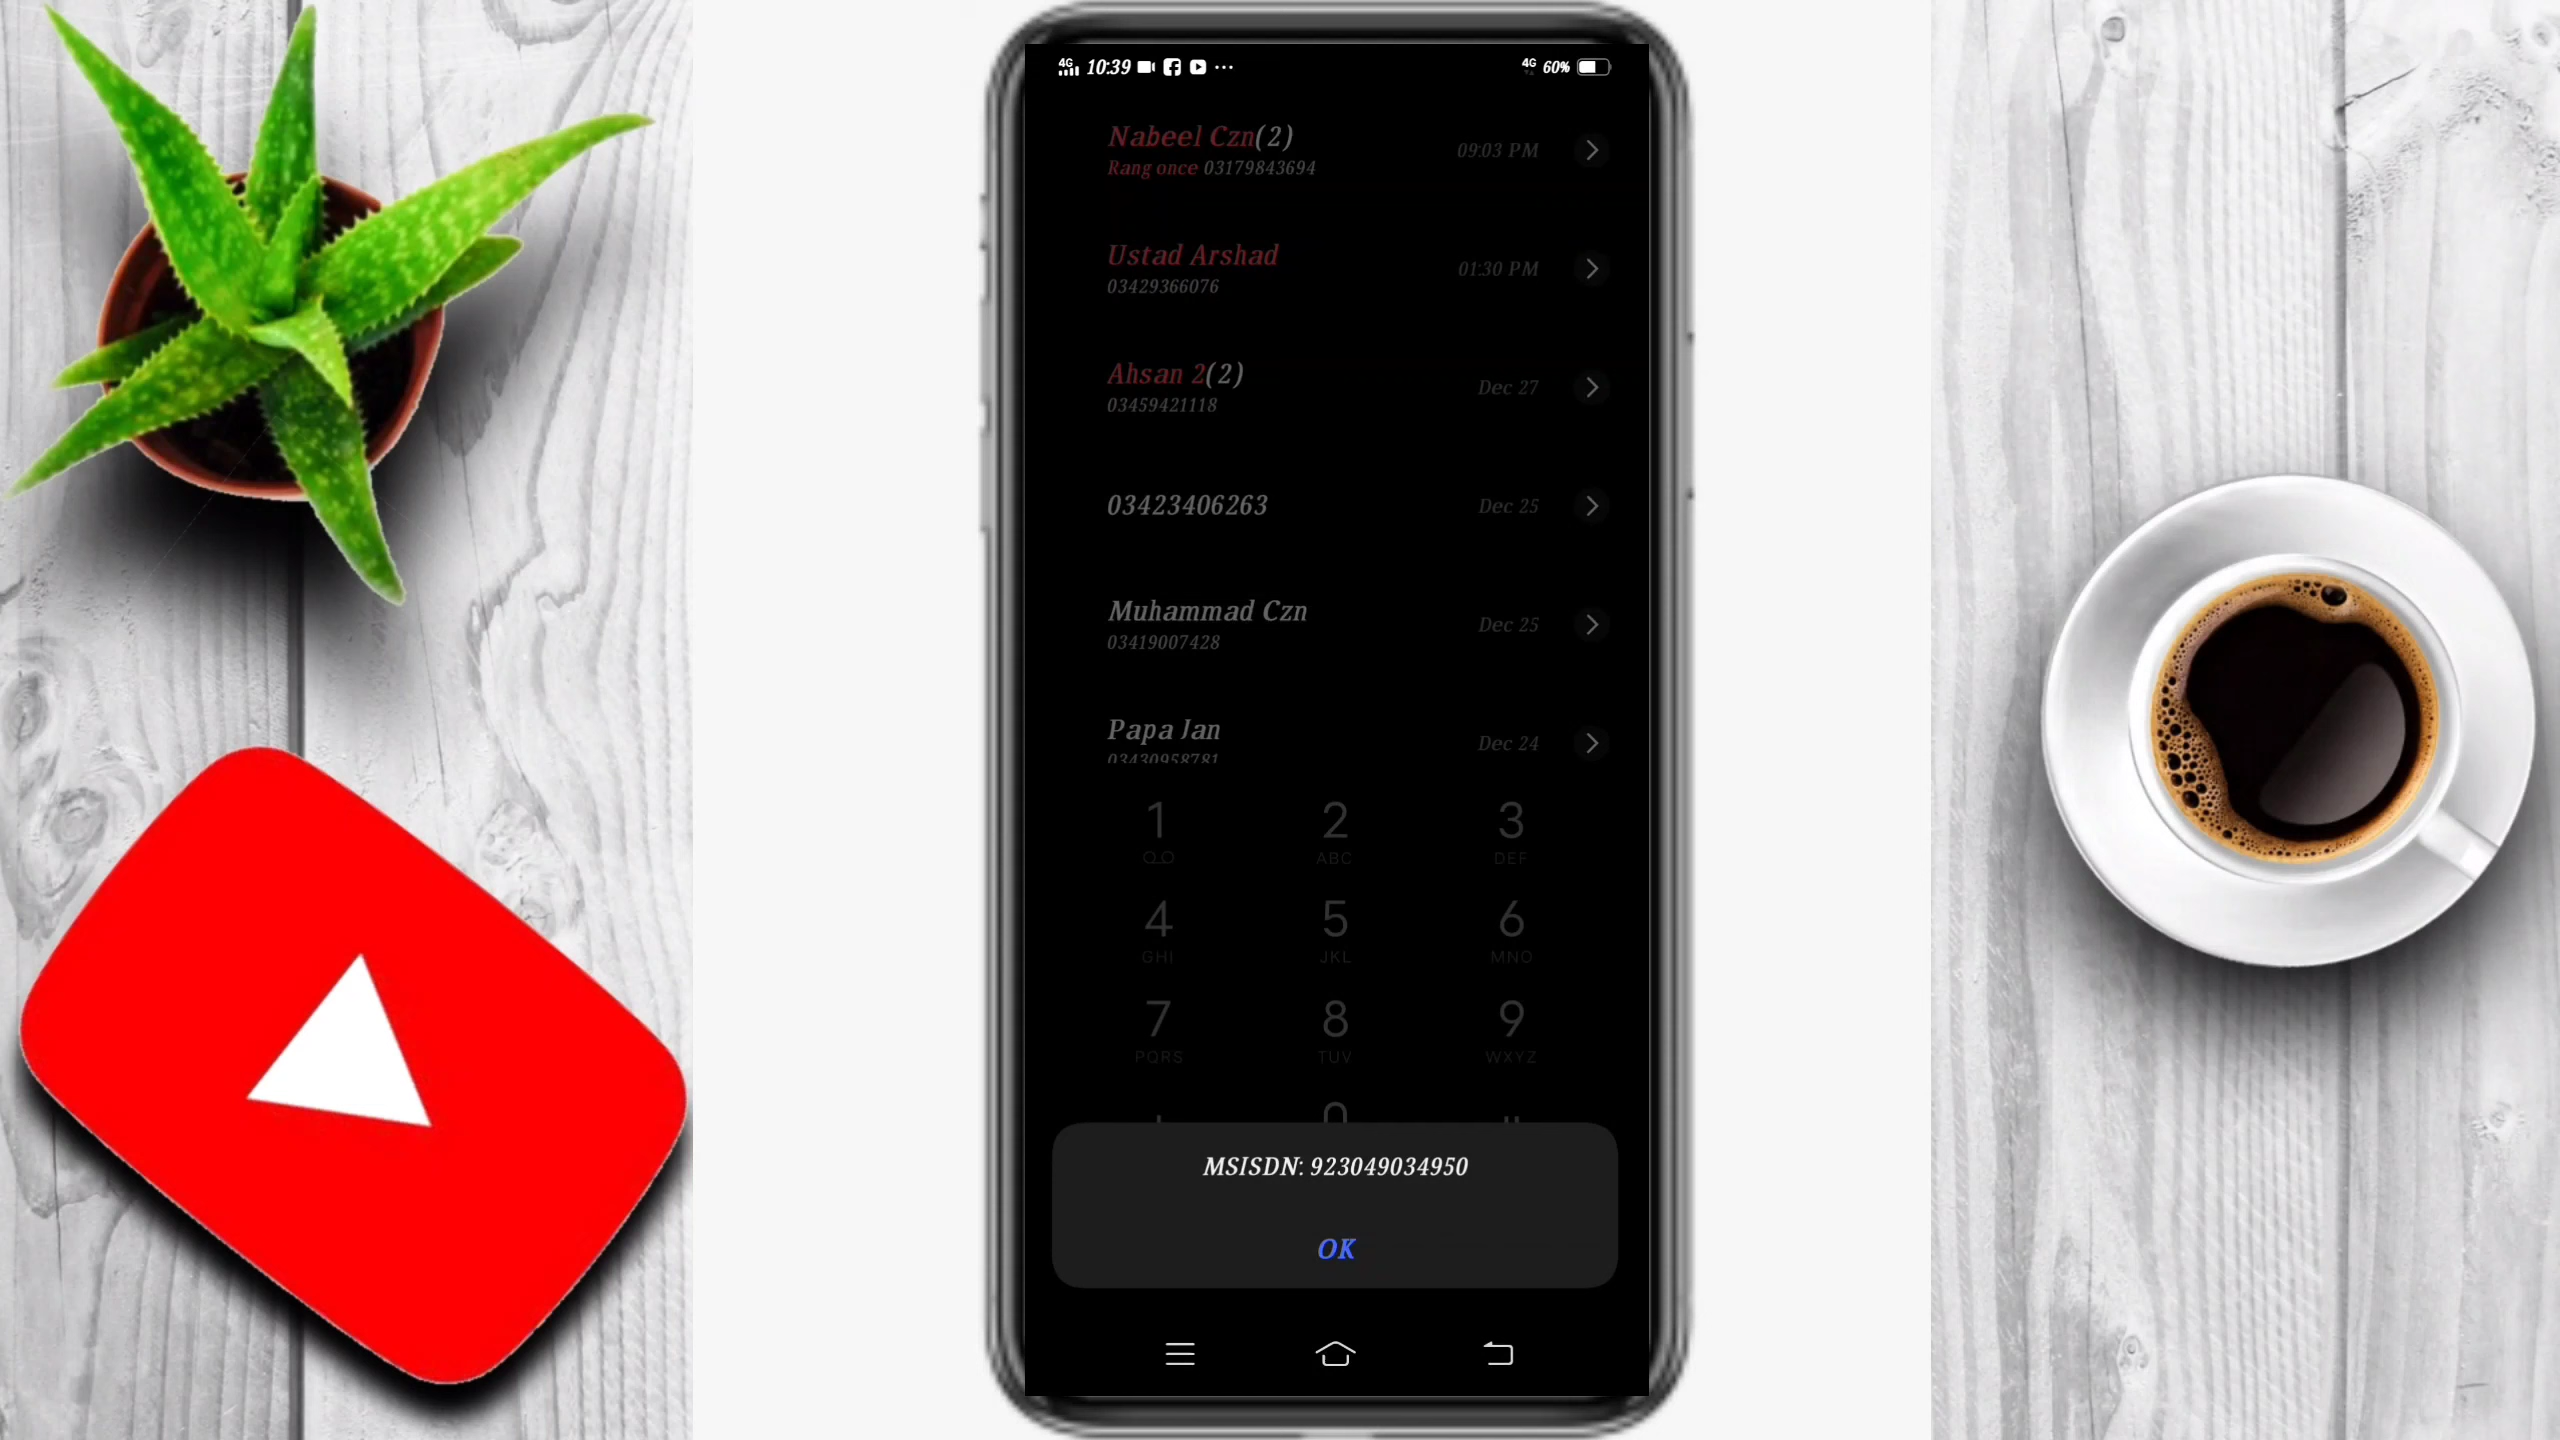 4G 10:39 ... 4G 60%
Nabeel Czn(2)
Rang once 03179843694
09:03 PM
Ustad Arshad
03429366076
01:30 PM
Ahsan 2(2)
03459421118
Dec 27
03423406263
Dec 25
Muhammad Czn
03419007428
Dec 25
Papa Jan
03430958781
Dec 24
1 2 3
ABC DEF
4 5 6
GHI JKL MNO
7 8 9
PQRS TUV WXYZ
0
MSISDN: 923049034950
OK